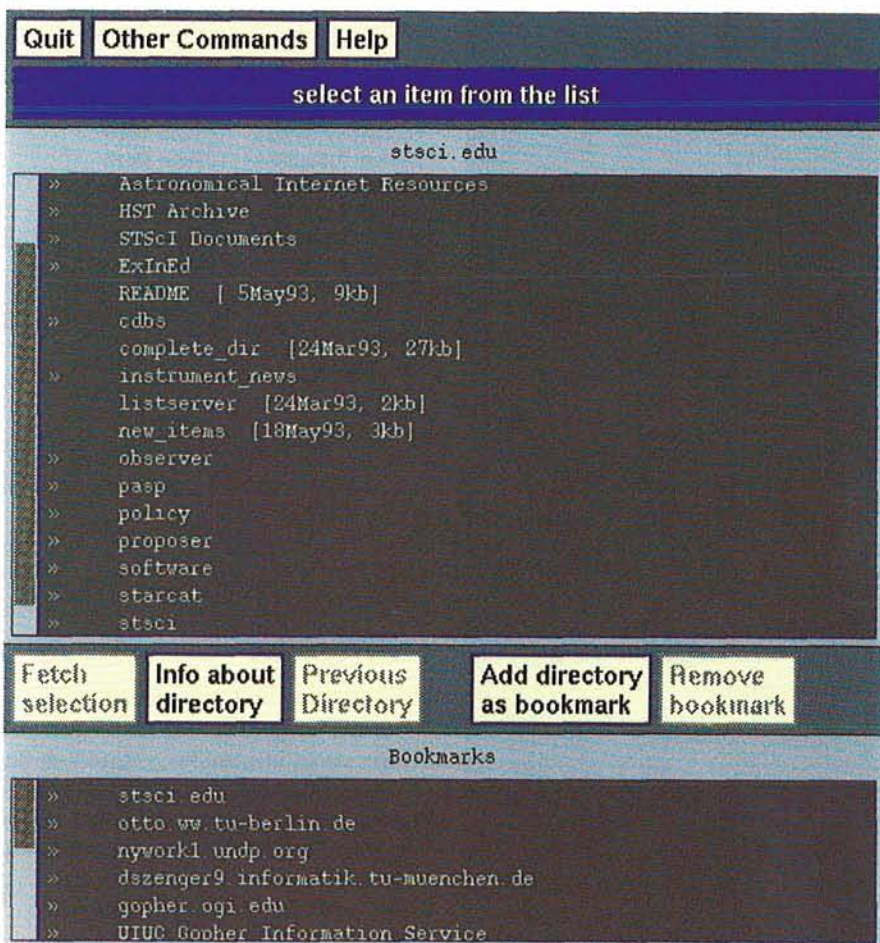 Quit Other Commands Help
select an item from the list
stsci.edu
» Astronomical Internet Resources
» HST Archive
» STScI Documents
» ExInEd
README [ 5May93, 9kb]
» cdbs
complete_dir [24Mar93, 27kb]
» instrument_news
listserver [24Mar93, 2kb]
new_items [18May93, 3kb]
» observer
» pasp
» policy
» proposer
» software
» starcat
» stsci
Fetch Info about Previous Add directory Remove
selection directory Directory as bookmark bookmark
Bookmarks
» stsci.edu
» otto.ww.tu-berlin.de
» nywork1.undp.org
» dszenger9.informatik.tu-muenchen.de
» gopher.ogi.edu
» UIUC Gopher Information Service